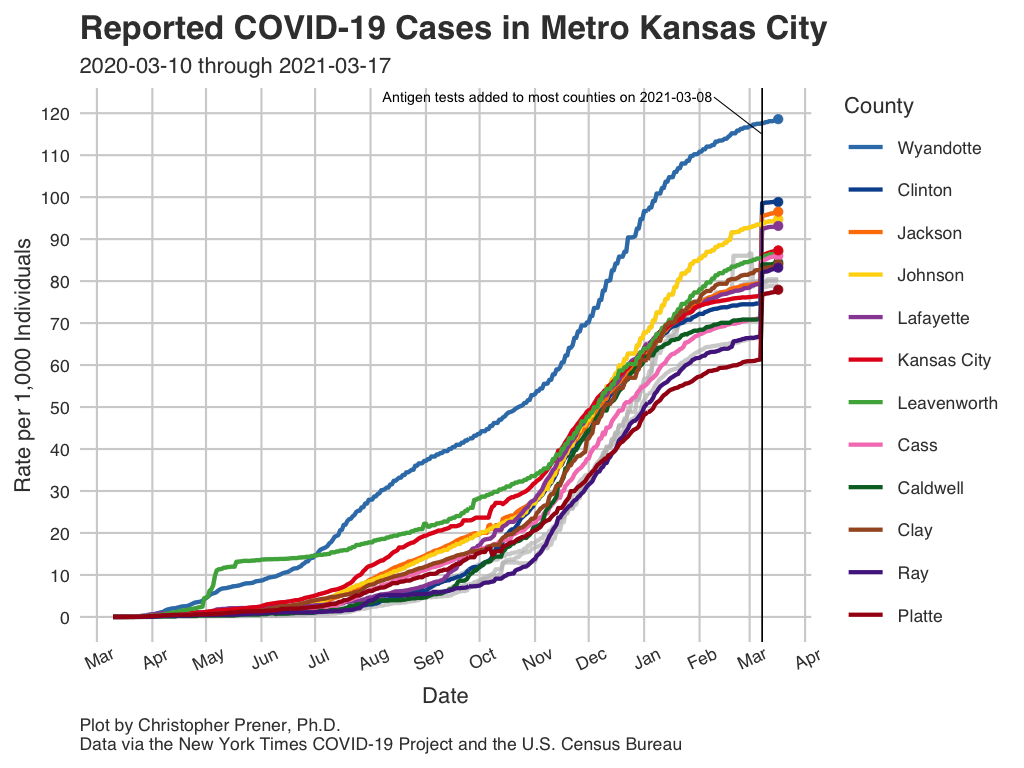 Reported COVID-19 Cases in Metro Kansas City
2020-03-10 through 2021-03-17
Antigen tests added to most counties on 2021-03-08
Rate per 1,000 Individuals
120
110
100
90
80
70
60
50
40
30
20
10
0
Mar Apr May Jun Jul Aug Sep Oct Nov Dec Jan Feb Mar Apr
Date
County
Wyandotte
Clinton
Jackson
Johnson
Lafayette
Kansas City
Leavenworth
Cass
Caldwell
Clay
Ray
Platte
Plot by Christopher Prener, Ph.D.
Data via the New York Times COVID-19 Project and the U.S. Census Bureau